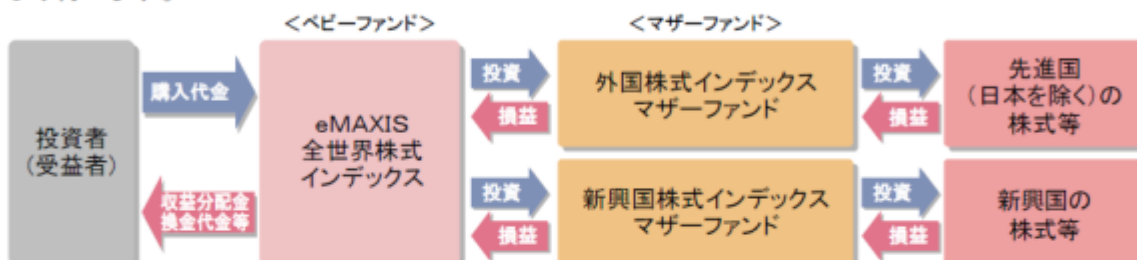 ＜ベビーファンド＞
＜マザーファンド＞
投資者
（受益者）
購入代金
収益分配金
換金代金等
eMAXIS
全世界株式
インデックス
投資
損益
外国株式インデックス
マザーファンド
投資
損益
先進国
（日本を除く）の
株式等
投資
損益
新興国株式インデックス
マザーファンド
投資
損益
新興国の
株式等